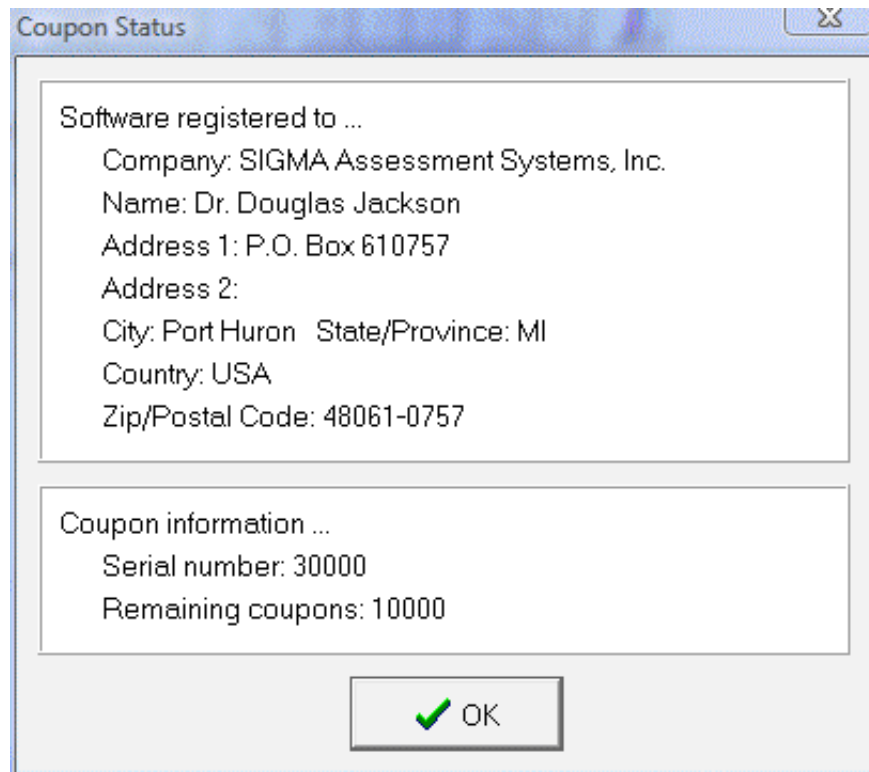 Coupon Status
Software registered to ...
Company: SIGMA Assessment Systems, Inc.
Name: Dr. Douglas Jackson
Address 1: P.O. Box 610757
Address 2:
City: Port Huron State/Province: MI
Country: USA
Zip/Postal Code: 48061-0757
Coupon information ...
Serial number: 30000
Remaining coupons: 10000
OK